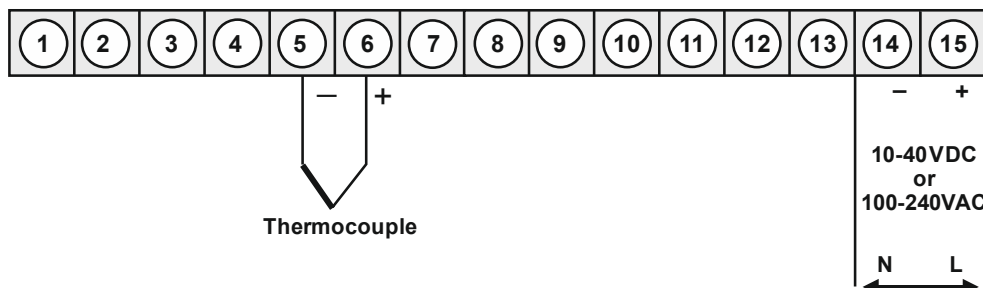 1 2 3 4 5 6 7 8 9 10 11 12 13 14 15
— + – +
10-40VDC
or
100-240VAC
Thermocouple
N L